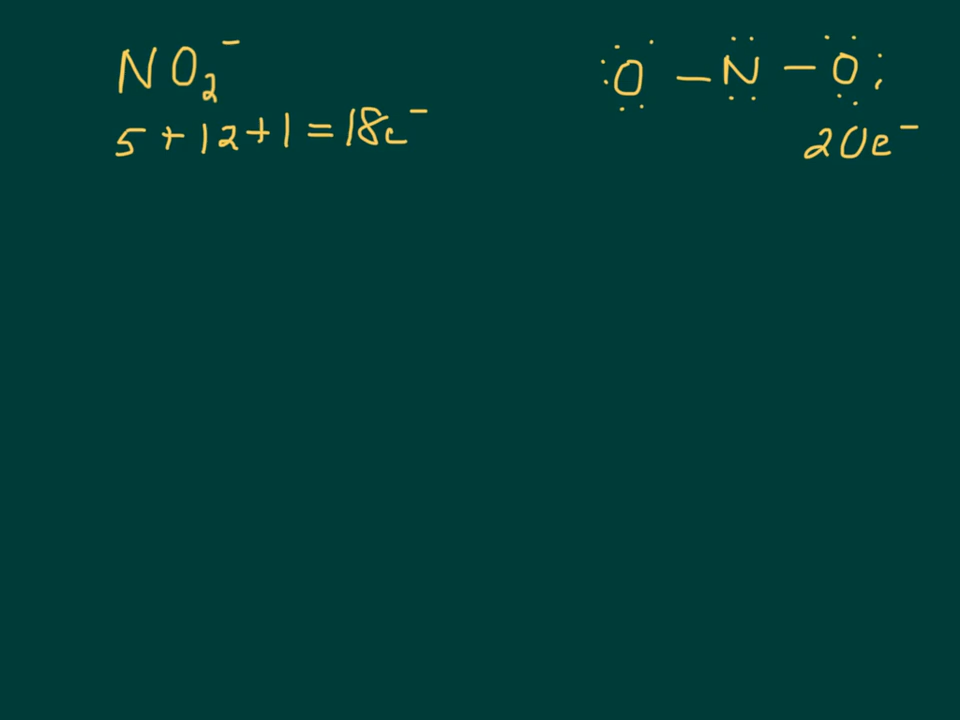 NO₂⁻
5 + 12 + 1 = 18e⁻
:Ö — N̈ — Ö:
20e⁻